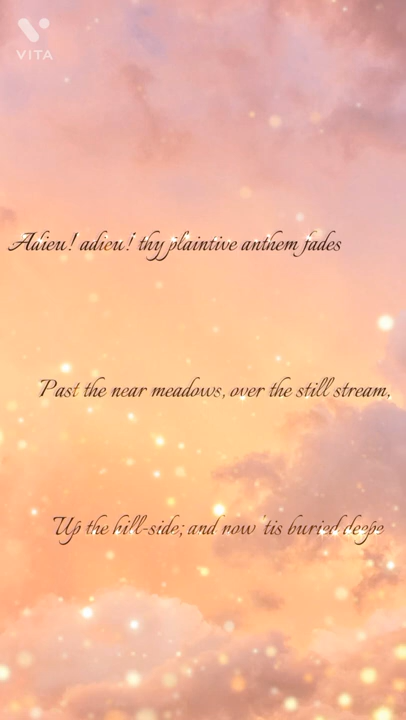 VITA
Adieu! adieu! thy plaintive anthem fades
Past the near meadows, over the still stream,
Up the hill-side; and now 'tis buried deepe